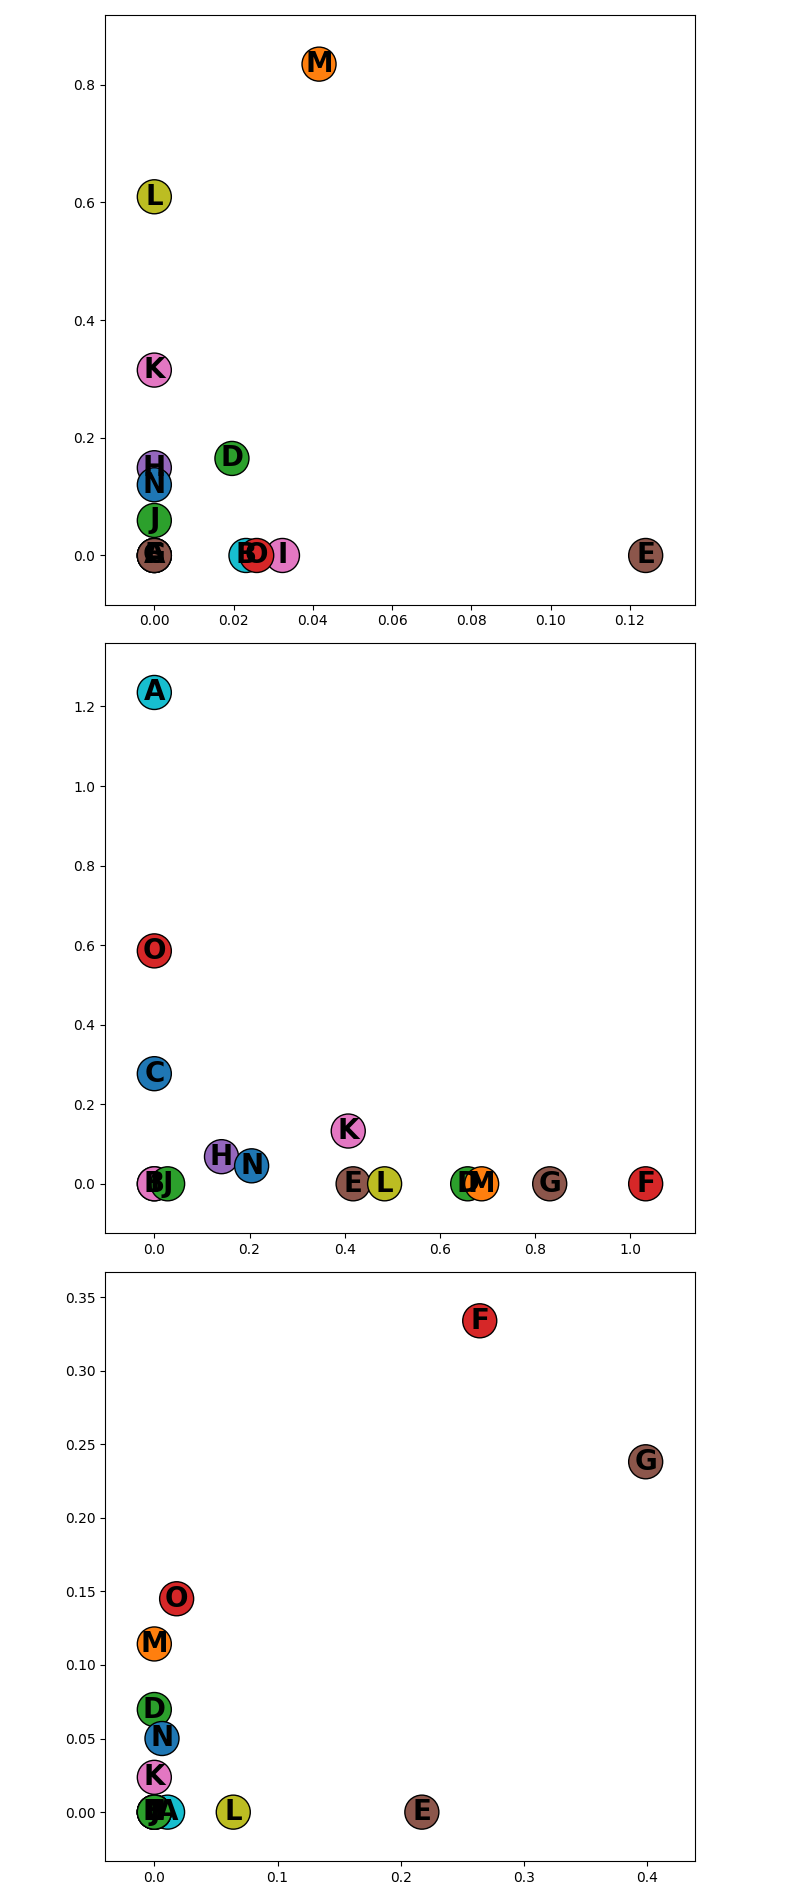 M
0.8
L
0.6
0.4
K
0.2
D
H
N
J
0.0
B O I E
0.00 0.02 0.04 0.06 0.08 0.10 0.12
A
1.2
1.0
0.8
O
0.6
0.4
C
0.2
K
H N
0.0
B J E L D M G F
0.0 0.2 0.4 0.6 0.8 1.0
0.35
F
0.30
0.25
G
0.20
0.15
O
M
0.10
D
0.05
N
K
0.00
J A L E
0.0 0.1 0.2 0.3 0.4